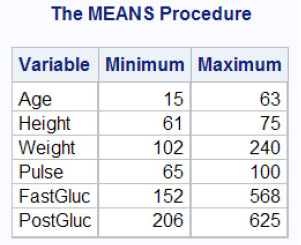 The MEANS Procedure
Variable Minimum Maximum
Age 15 63
Height 61 75
Weight 102 240
Pulse 65 100
FastGluc 152 568
PostGluc 206 625